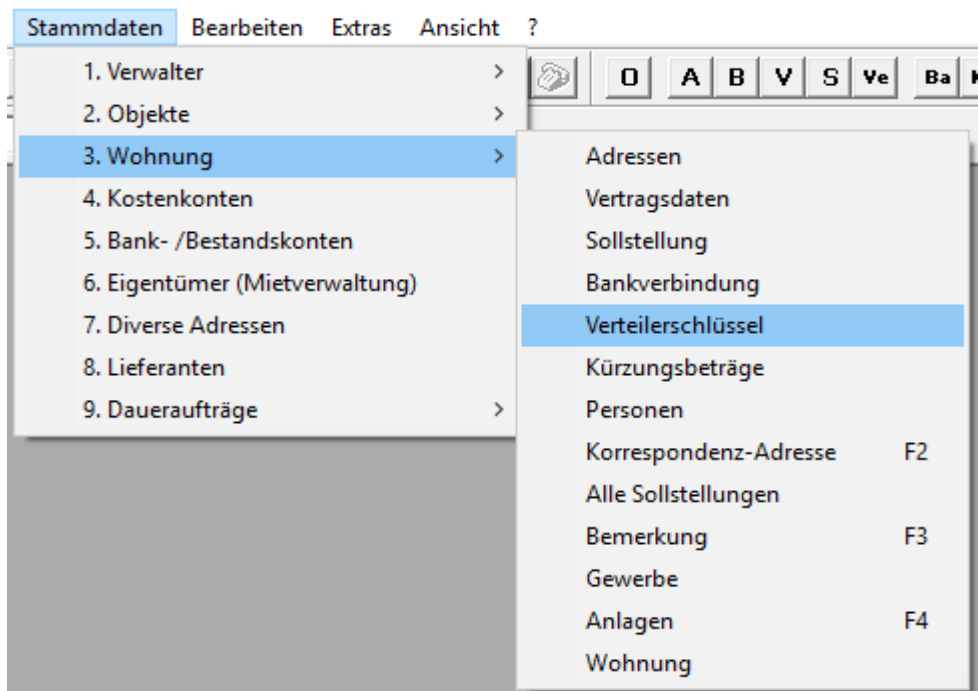 Stammdaten Bearbeiten Extras Ansicht ?
O A B V S Ve Ba
1. Verwalter >
2. Objekte >
3. Wohnung >
4. Kostenkonten
5. Bank- /Bestandskonten
6. Eigentümer (Mietverwaltung)
7. Diverse Adressen
8. Lieferanten
9. Daueraufträge >
Adressen
Vertragsdaten
Sollstellung
Bankverbindung
Verteilerschlüssel
Kürzungsbeträge
Personen
Korrespondenz-Adresse F2
Alle Sollstellungen
Bemerkung F3
Gewerbe
Anlagen F4
Wohnung